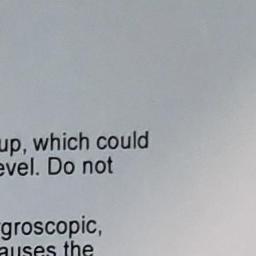 up, which could
evel. Do not
groscopic,
auses the